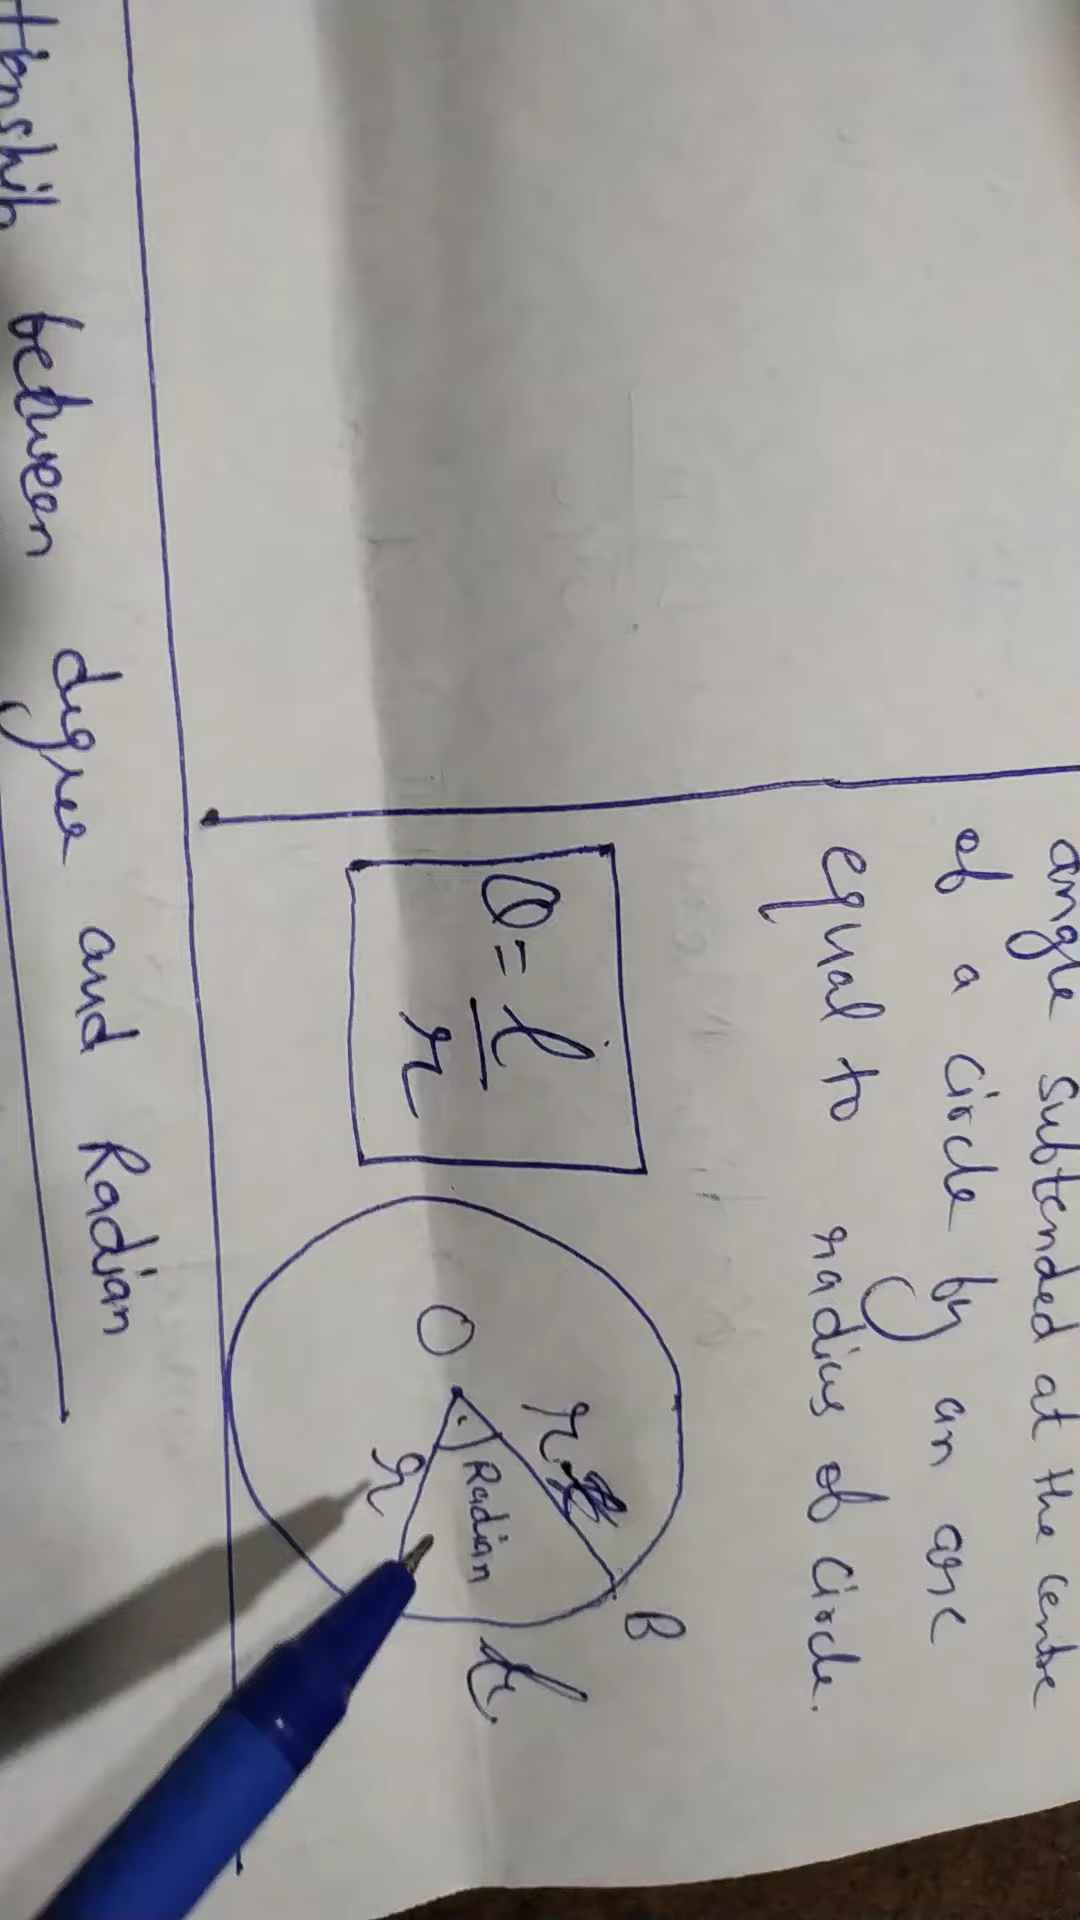 angle subtended at the centre
of a circle by an arc
equal to radius of circle.
θ = l
r
O
r
B
Radian
r
l
between degree and Radian